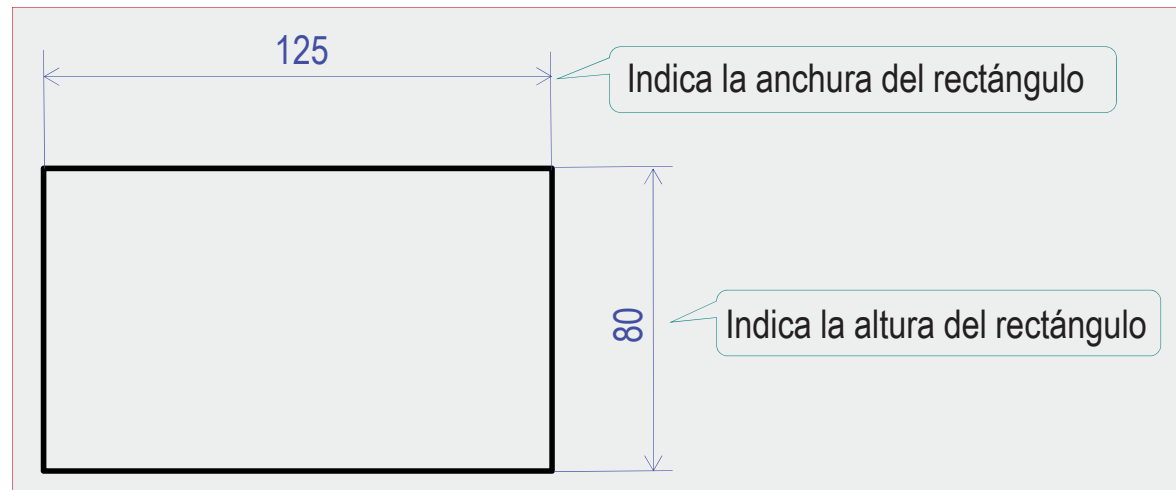 125
Indica la anchura del rectángulo
80
Indica la altura del rectángulo